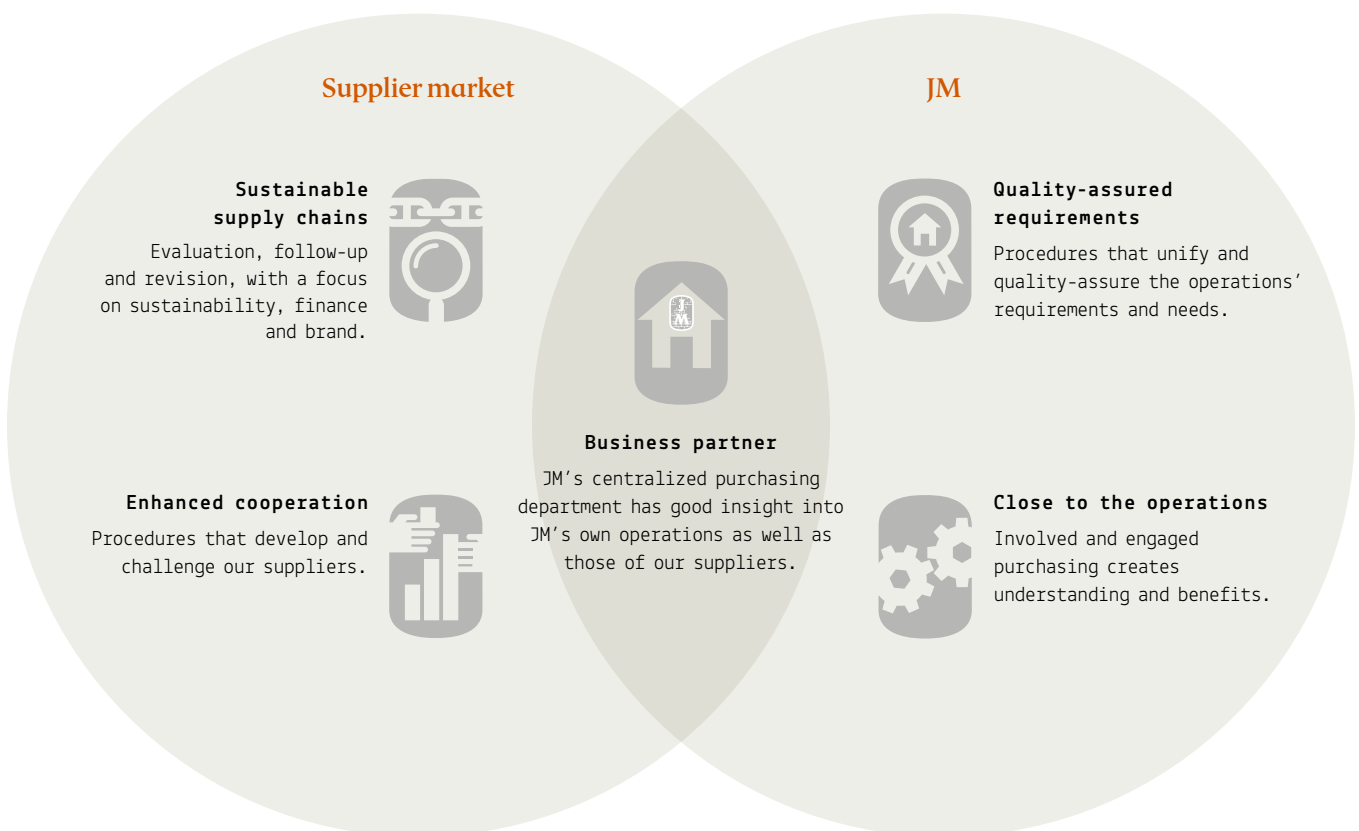 Supplier market
JM
Sustainable
supply chains
Evaluation, follow-up
and revision, with a focus
on sustainability, finance
and brand.
Enhanced cooperation
Procedures that develop and
challenge our suppliers.
JM
Business partner
JM’s centralized purchasing
department has good insight into
JM’s own operations as well as
those of our suppliers.
Quality-assured
requirements
Procedures that unify and
quality-assure the operations’
requirements and needs.
Close to the operations
Involved and engaged
purchasing creates
understanding and benefits.